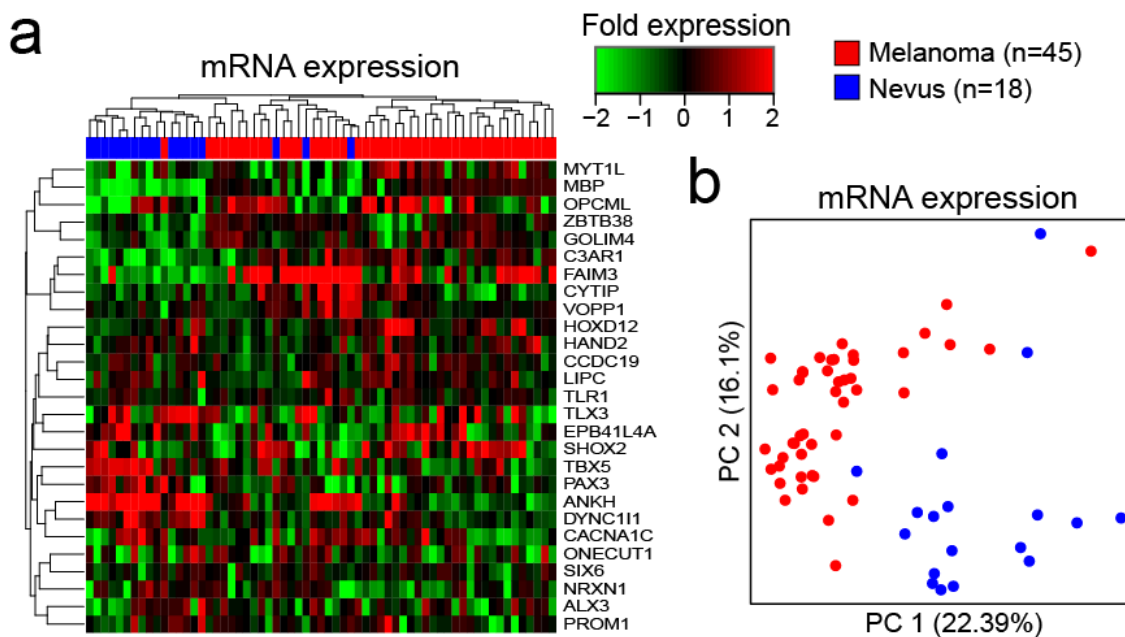 a
mRNA expression
Fold expression
−2 −1 0 1 2
Melanoma (n=45)
Nevus (n=18)
MYT1L
MBP
OPCML
ZBTB38
GOLIM4
C3AR1
FAIM3
CYTIP
VOPP1
HOXD12
HAND2
CCDC19
LIPC
TLR1
TLX3
EPB41L4A
SHOX2
TBX5
PAX3
ANKH
DYNC1I1
CACNA1C
ONECUT1
SIX6
NRXN1
ALX3
PROM1
b
mRNA expression
PC 2 (16.1%)
PC 1 (22.39%)